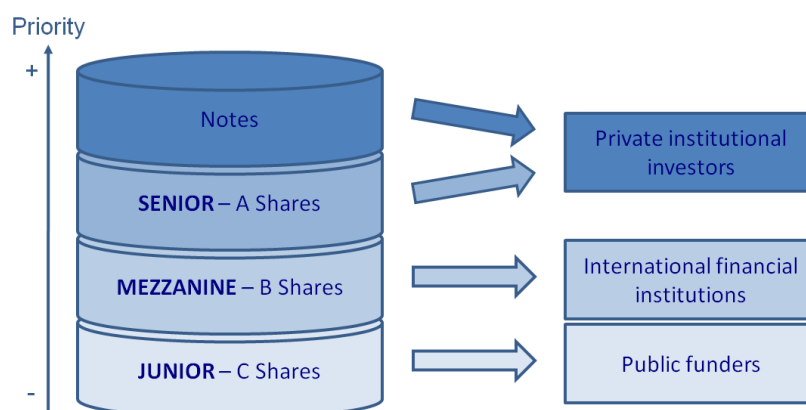 Priority
+
Notes
SENIOR – A Shares
MEZZANINE – B Shares
JUNIOR – C Shares
-
Private institutional
investors
International financial
institutions
Public funders